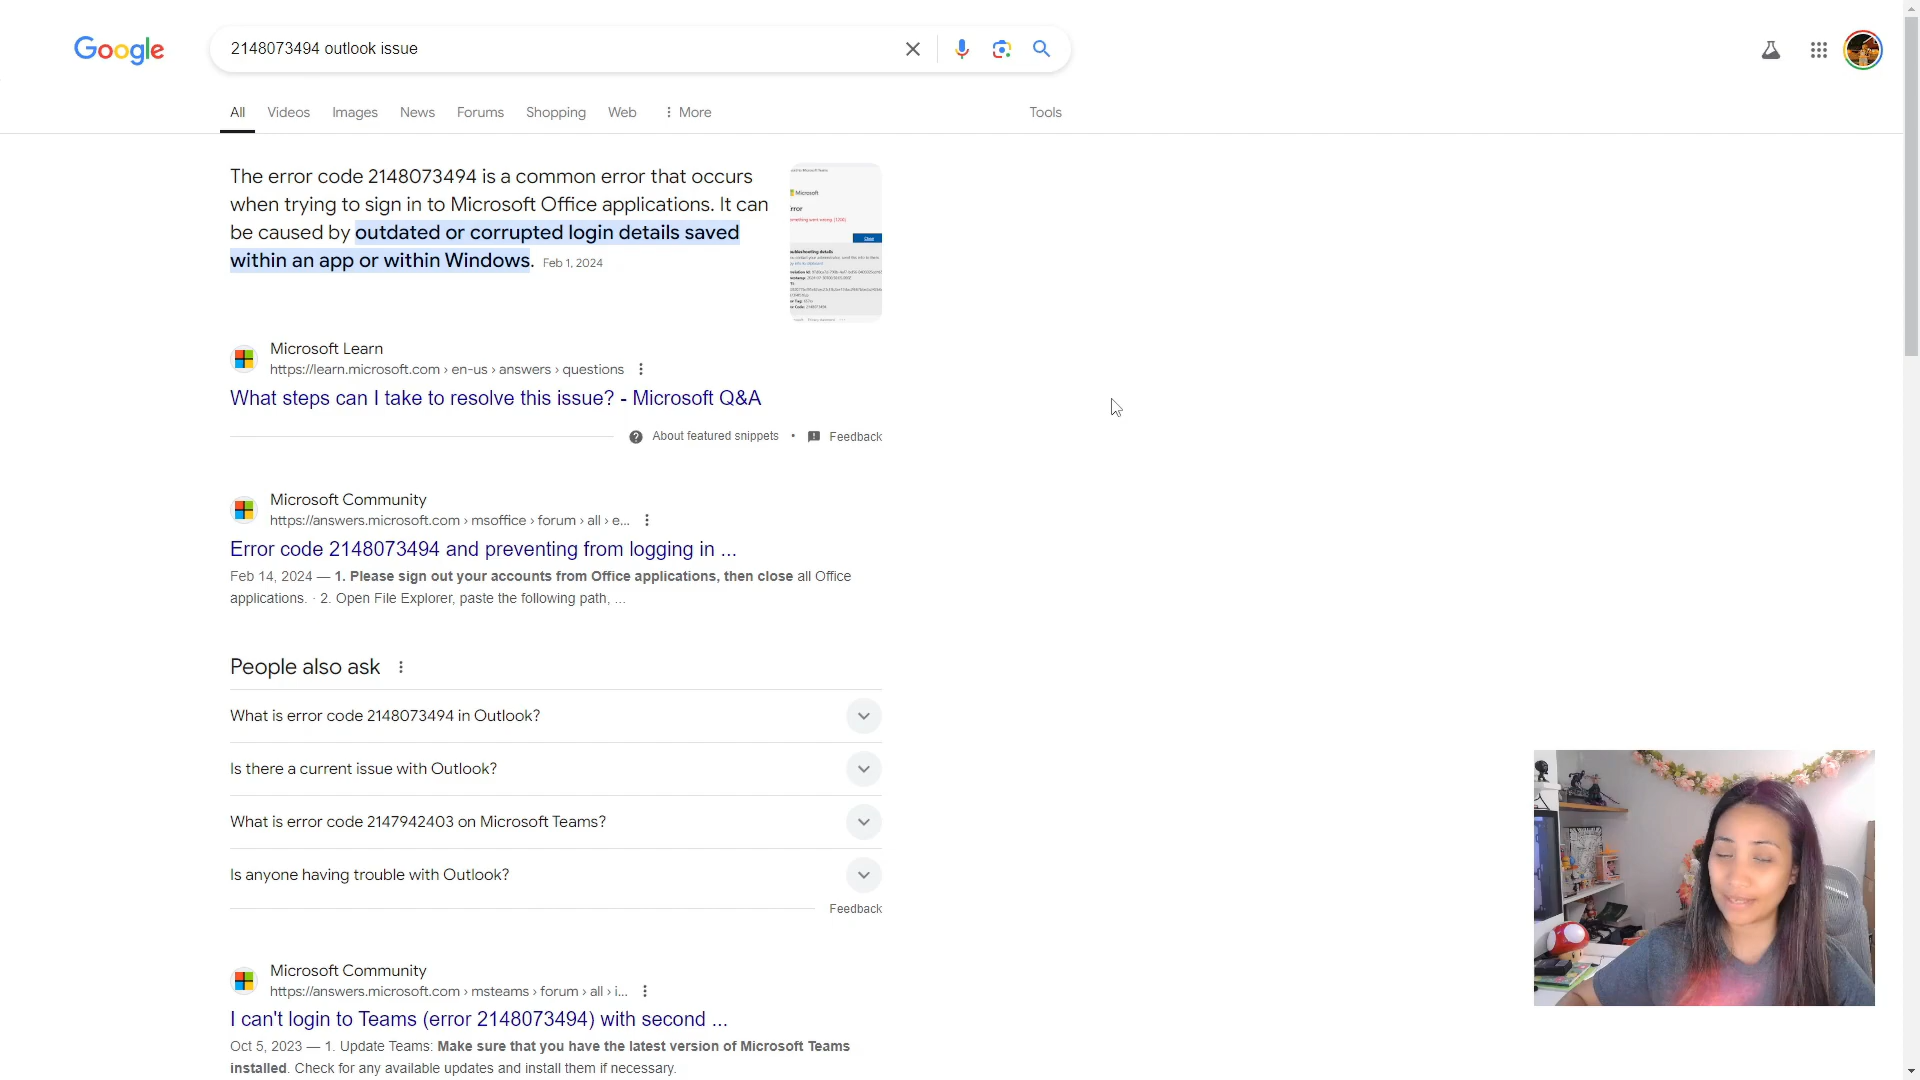 Google
2148073494 outlook issue
All Videos Images News Forums Shopping Web More Tools
The error code 2148073494 is a common error that occurs
when trying to sign in to Microsoft Office applications. It can
be caused by outdated or corrupted login details saved
within an app or within Windows. Feb 1, 2024
Microsoft
Microsoft Learn
https://learn.microsoft.com › en-us › answers › questions
What steps can I take to resolve this issue? - Microsoft Q&A
About featured snippets • Feedback
Microsoft Community
https://answers.microsoft.com › msoffice › forum › all › e...
Error code 2148073494 and preventing from logging in ...
Feb 14, 2024 — 1. Please sign out your accounts from Office applications, then close all Office
applications. · 2. Open File Explorer, paste the following path, ...
People also ask
What is error code 2148073494 in Outlook?
Is there a current issue with Outlook?
What is error code 2147942403 on Microsoft Teams?
Is anyone having trouble with Outlook?
Feedback
Microsoft Community
https://answers.microsoft.com › msteams › forum › all › i...
I can't login to Teams (error 2148073494) with second ...
Oct 5, 2023 — 1. Update Teams: Make sure that you have the latest version of Microsoft Teams
installed. Check for any available updates and install them if necessary.